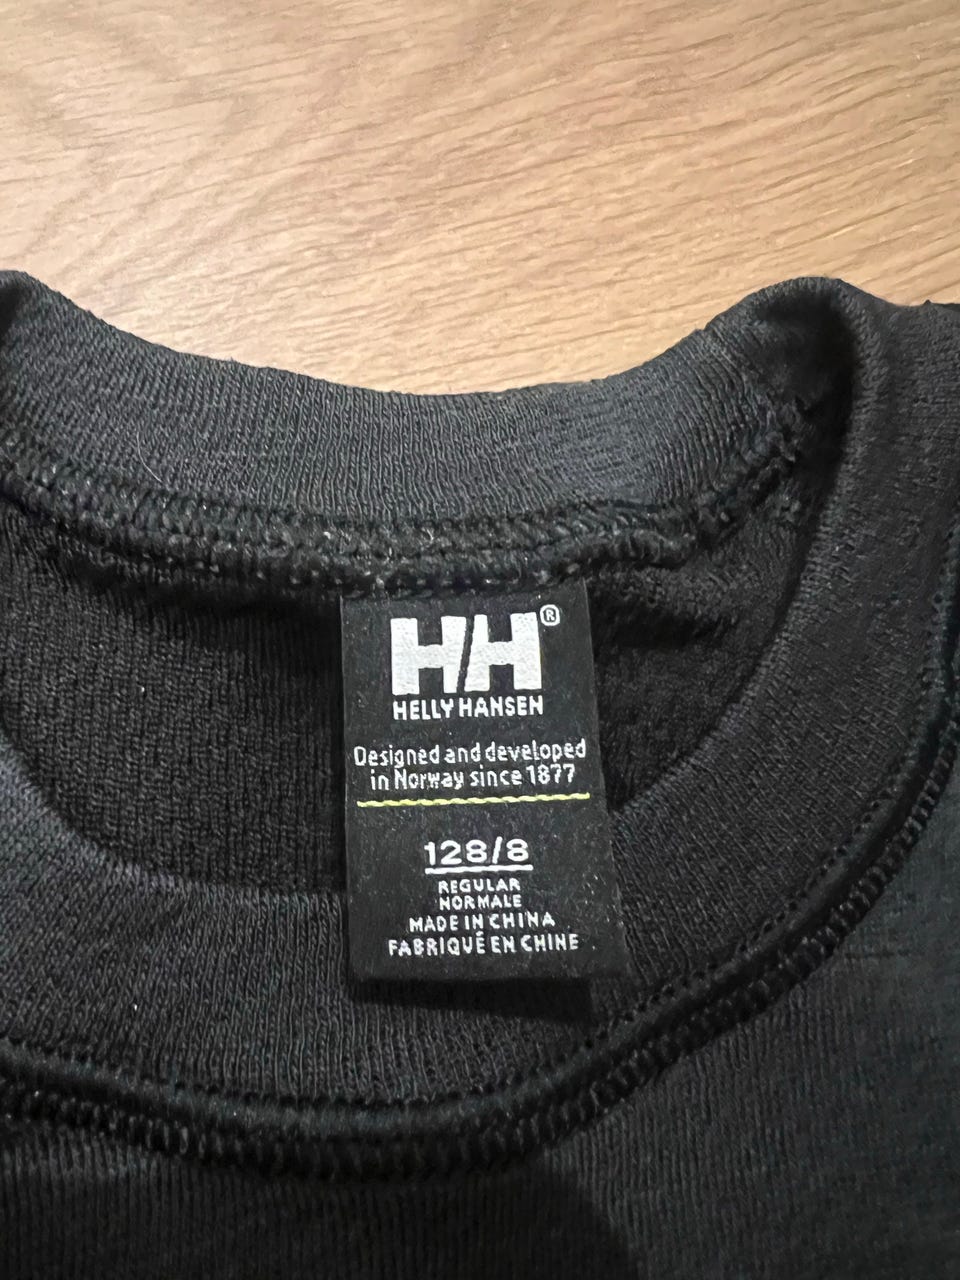 HH®
HELLY HANSEN
Designed and developed
in Norway since 1877
128/8
REGULAR
NORMALE
MADE IN CHINA
FABRIQUÉ EN CHINE